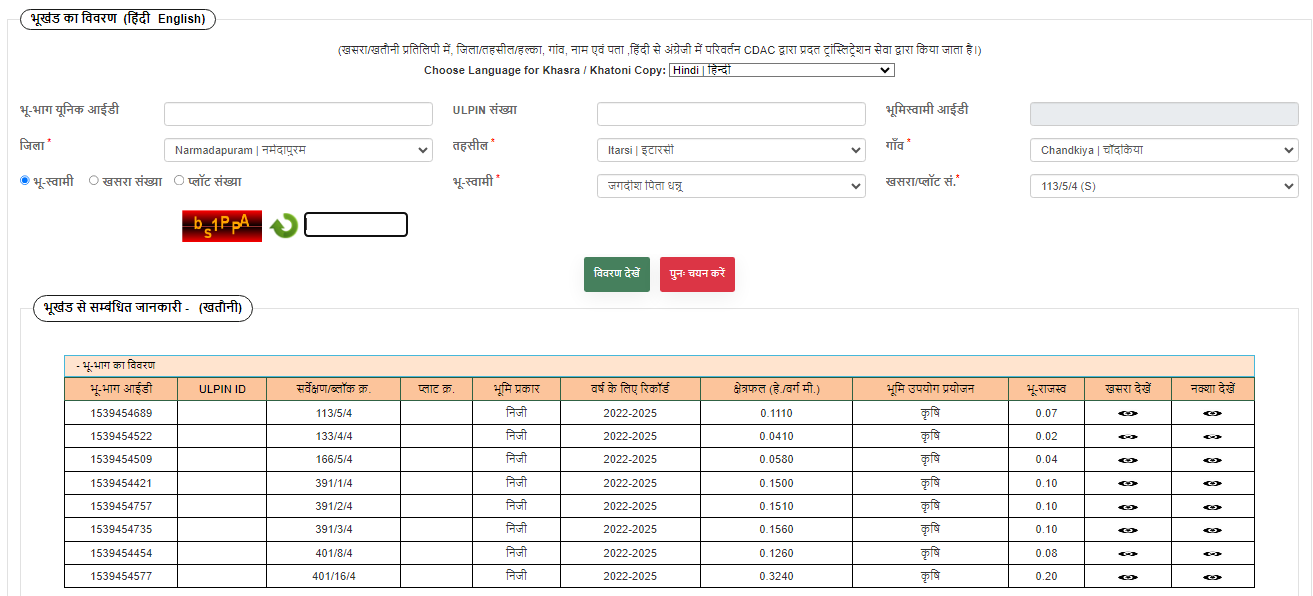 भूखंड का विवरण (हिंदी English)
(खसरा/खतौनी प्रतिलिपी में, जिला/तहसील/हल्का, गांव, नाम एवं पता ,हिंदी से अंग्रेजी में परिवर्तन CDAC द्वारा प्रदत ट्रांस्लिट्रेशन सेवा द्वारा किया जाता है।)
Choose Language for Khasra / Khatoni Copy: Hindi | हिन्दी
भू-भाग यूनिक आईडी ULPIN संख्या भूमिस्वामी आईडी
जिला * Narmadapuram | नर्मदापुरम तहसील * Itarsi | इटारसी गाँव * Chandkiya | चाँदकिया
भू-स्वामी खसरा संख्या प्लॉट संख्या भू-स्वामी * जगदीश पिता धन्नू खसरा/प्लॉट सं.* 113/5/4 (S)
bs1PPA
विवरण देखें पुनः चयन करें
भूखंड से सम्बंधित जानकारी - (खतौनी)
- भू-भाग का विवरण
भू-भाग आईडी ULPIN ID सर्वेक्षण/ब्लॉक क्र. प्लाट क्र. भूमि प्रकार वर्ष के लिए रिकॉर्ड क्षेत्रफल (हे./वर्ग मी.) भूमि उपयोग प्रयोजन भू-राजस्व खसरा देखें नक्शा देखें
1539454689 113/5/4 निजी 2022-2025 0.1110 कृषि 0.07
1539454522 133/4/4 निजी 2022-2025 0.0410 कृषि 0.02
1539454509 166/5/4 निजी 2022-2025 0.0580 कृषि 0.04
1539454421 391/1/4 निजी 2022-2025 0.1500 कृषि 0.10
1539454757 391/2/4 निजी 2022-2025 0.1510 कृषि 0.10
1539454735 391/3/4 निजी 2022-2025 0.1560 कृषि 0.10
1539454454 401/8/4 निजी 2022-2025 0.1260 कृषि 0.08
1539454577 401/16/4 निजी 2022-2025 0.3240 कृषि 0.20